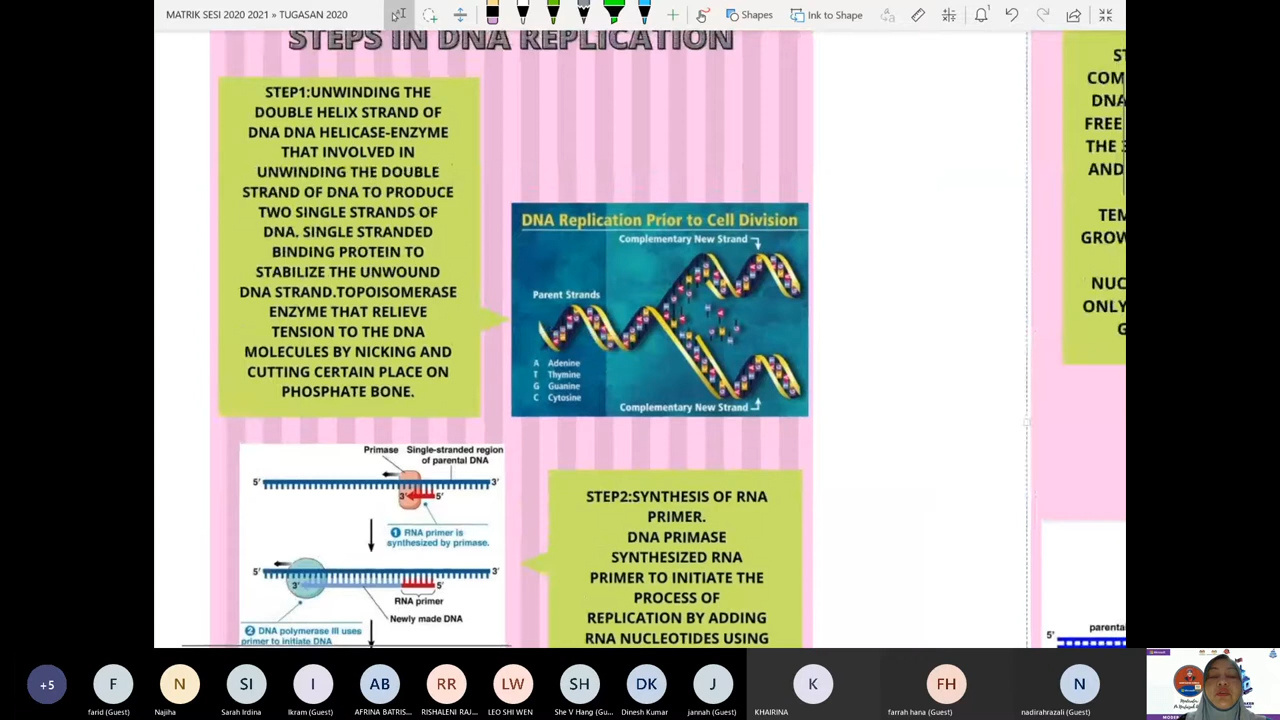 MATRIK SESI 2020 2021 » TUGASAN 2020
Shapes
Ink to Shape
STEPS IN DNA REPLICATION
STEP1:UNWINDING THE
DOUBLE HELIX STRAND OF
DNA DNA HELICASE-ENZYME
THAT INVOLVED IN
UNWINDING THE DOUBLE
STRAND OF DNA TO PRODUCE
TWO SINGLE STRANDS OF
DNA. SINGLE STRANDED
BINDING PROTEIN TO
STABILIZE THE UNWOUND
DNA STRAND.TOPOISOMERASE
ENZYME THAT RELIEVE
TENSION TO THE DNA
MOLECULES BY NICKING AND
CUTTING CERTAIN PLACE ON
PHOSPHATE BONE.
DNA Replication Prior to Cell Division
Complementary New Strand
Parent Strands
A Adenine
T Thymine
G Guanine
C Cytosine
Complementary New Strand
Primase
Single-stranded region
of parental DNA
5′ 3′
3′ 5′
1 RNA primer is
synthesized by primase.
5′ 3′
3′ 5′
RNA primer
Newly made DNA
2 DNA polymerase III uses
primer to initiate DNA
STEP2:SYNTHESIS OF RNA
PRIMER.
DNA PRIMASE
SYNTHESIZED RNA
PRIMER TO INITIATE THE
PROCESS OF
REPLICATION BY ADDING
RNA NUCLEOTIDES USING
ST
COM
DNA
FREE
THE 3
AND
TEM
GROW
NUC
ONLY
G
parenta
5′
+5
F
N
SI
I
AB
RR
LW
SH
DK
J
K
FH
N
farid (Guest)
Najiha
Sarah Irdina
Ikram (Guest)
AFRINA BATRIS...
RISHALENI RAJ...
LEO SHI WEN
She V Hang (Gu...
Dinesh Kumar
jannah (Guest)
KHAIRINA
farrah hana (Guest)
nadirahrazali (Guest)